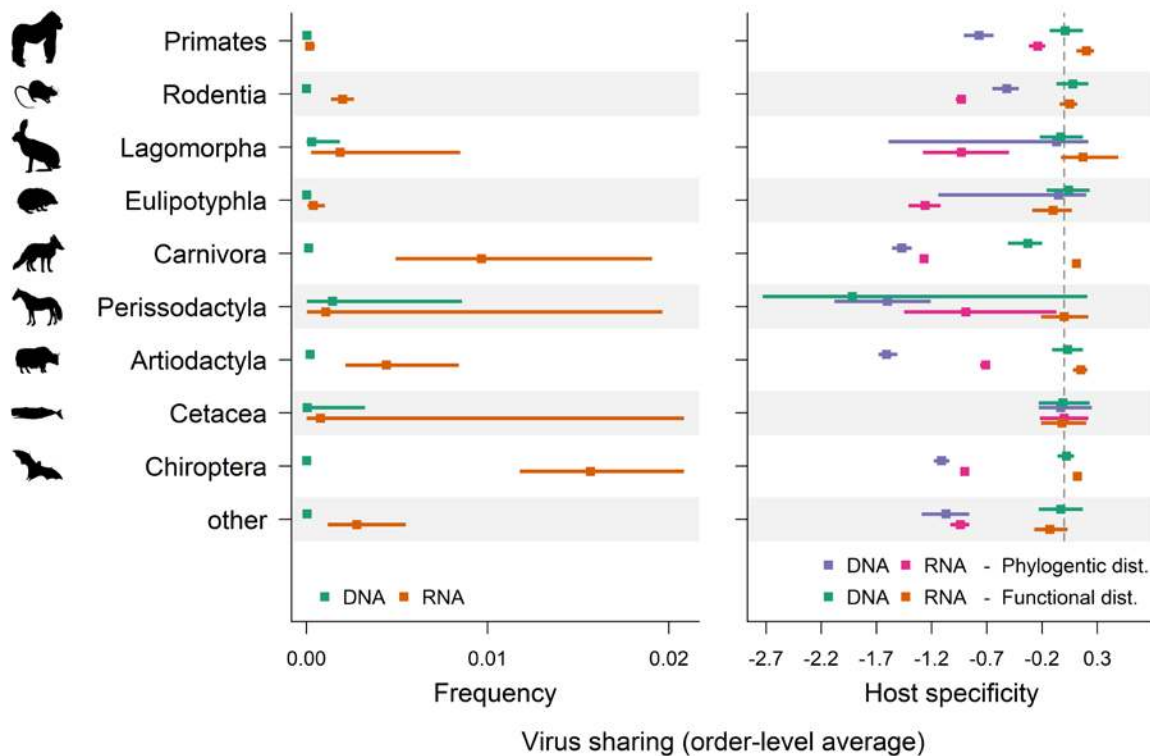 Primates
Rodentia
Lagomorpha
Eulipotyphla
Carnivora
Perissodactyla
Artiodactyla
Cetacea
Chiroptera
other
DNA RNA
0.00 0.01 0.02
Frequency
DNA RNA - Phylogentic dist.
DNA RNA - Functional dist.
-2.7 -2.2 -1.7 -1.2 -0.7 -0.2 0.3
Host specificity
Virus sharing (order-level average)